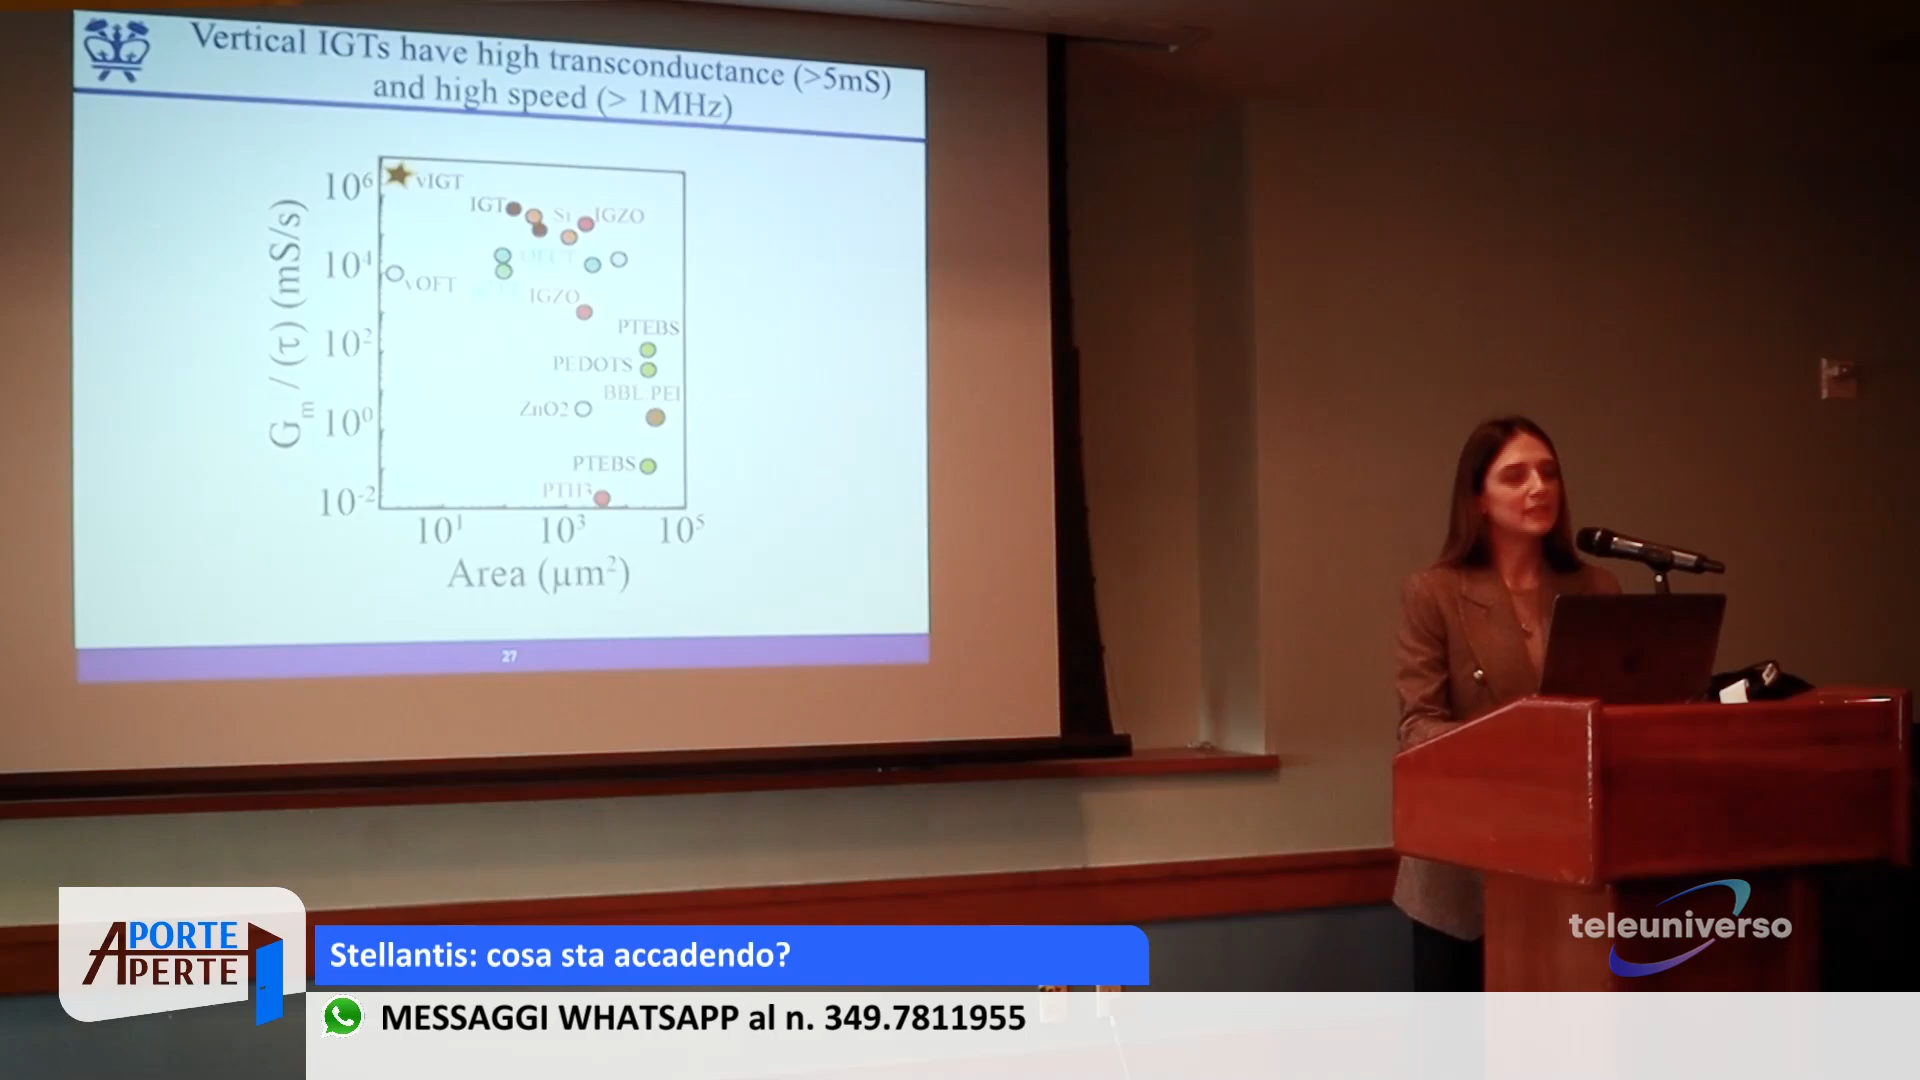 Vertical IGTs have high transconductance (>5mS)
and high speed (> 1MHz)
10⁶
10⁴
10²
10⁰
10⁻²
Gₘ / (τ) (mS/s)
vIGT
IGT
Si
IGZO
OECT
vOFT
IGZO
PTEBS
PEDOTS
BBL PEI
ZnO2
PTEBS
10¹ 10³ 10⁵
Area (μm²)
27
A PORTE
APERTE
Stellantis: cosa sta accadendo?
MESSAGGI WHATSAPP al n. 349.7811955
teleuniverso